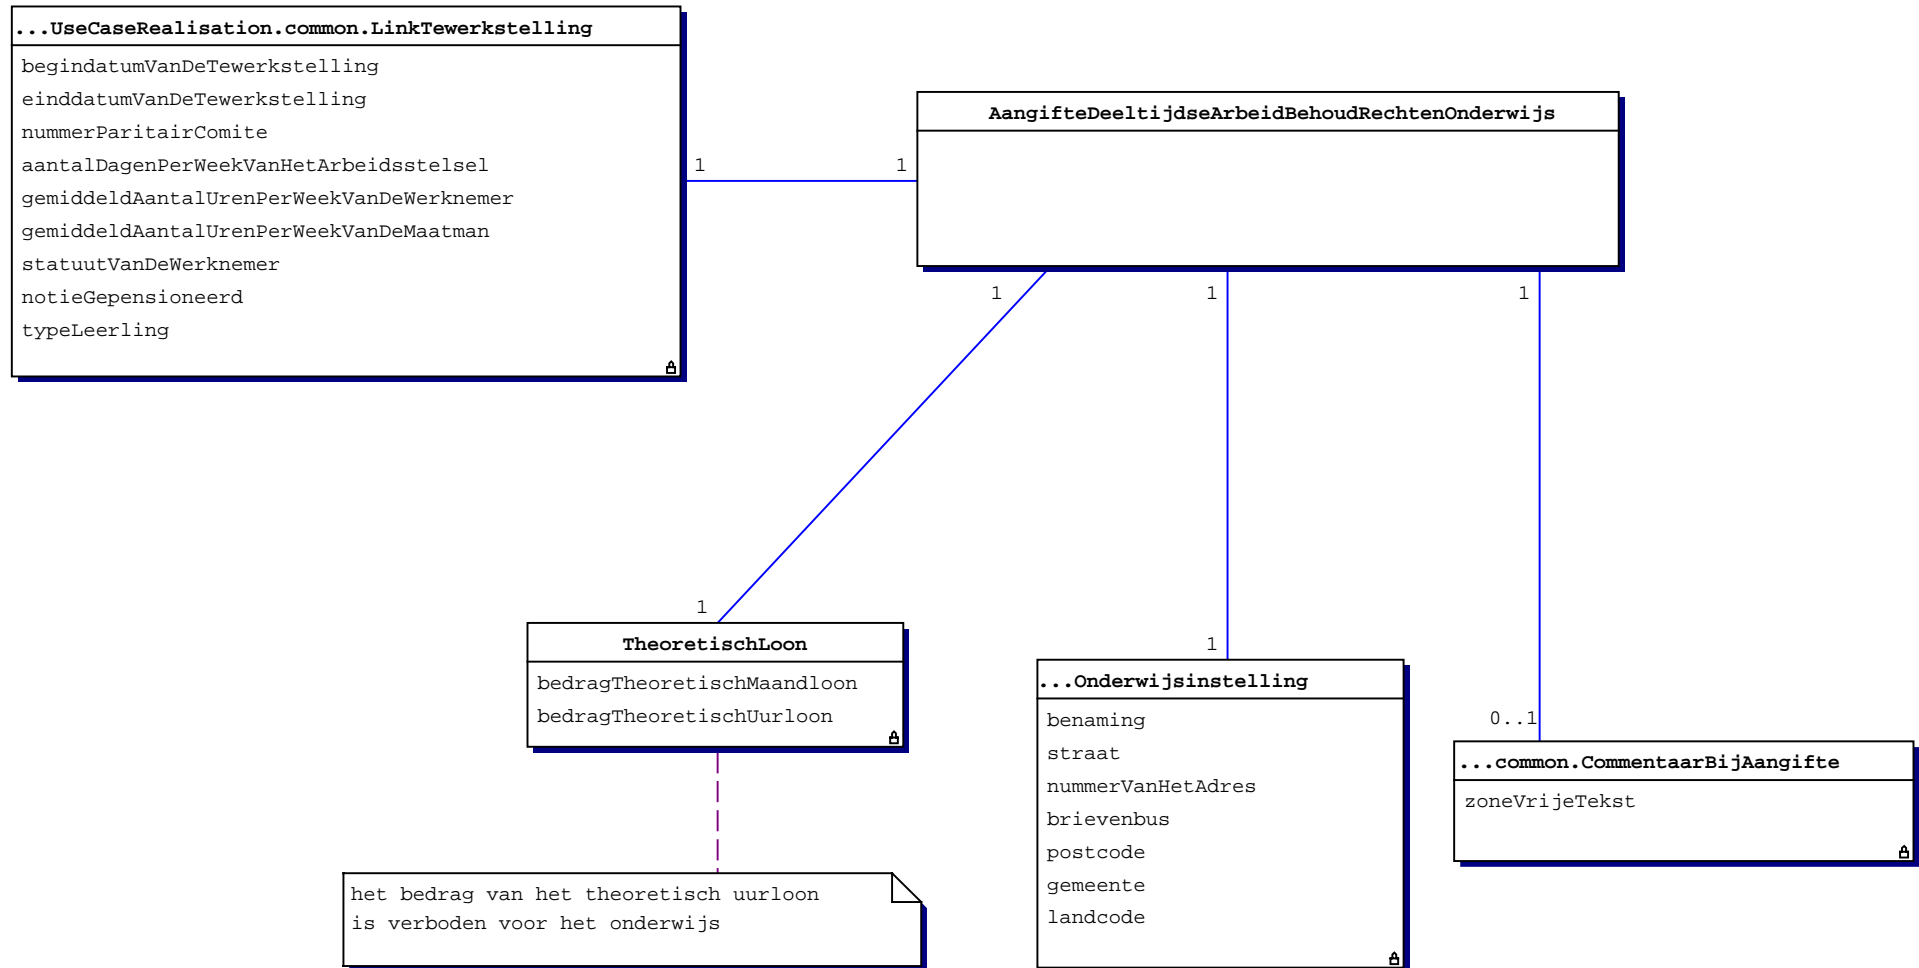 ...UseCaseRealisation.common.LinkTewerkstelling
begindatumVanDeTewerkstelling
einddatumVanDeTewerkstelling
nummerParitairComite
aantalDagenPerWeekVanHetArbeidsstelsel
gemiddeldAantalUrenPerWeekVanDeWerknemer
gemiddeldAantalUrenPerWeekVanDeMaatman
statuutVanDeWerknemer
notieGepensioneerd
typeLeerling
1
1
AangifteDeeltijdseArbeidBehoudRechtenOnderwijs
1
1
1
1
TheoretischLoon
bedragTheoretischMaandloon
bedragTheoretischUurloon
het bedrag van het theoretisch uurloon
is verboden voor het onderwijs
1
...Onderwijsinstelling
benaming
straat
nummerVanHetAdres
brievenbus
postcode
gemeente
landcode
0..1
...common.CommentaarBijAangifte
zoneVrijeTekst